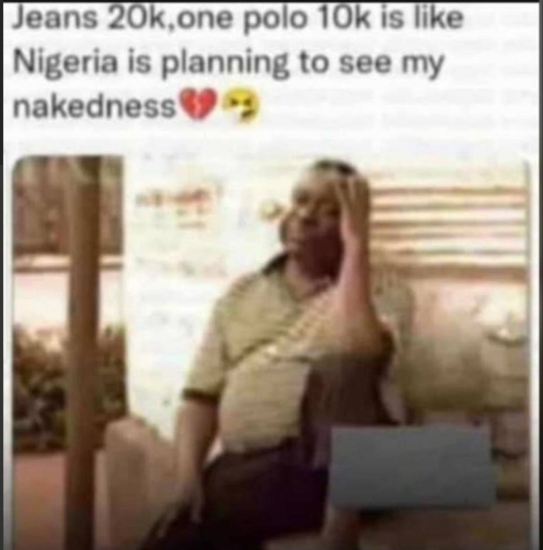 Jeans 20k,one polo 10k is like
Nigeria is planning to see my
nakedness💔🤧